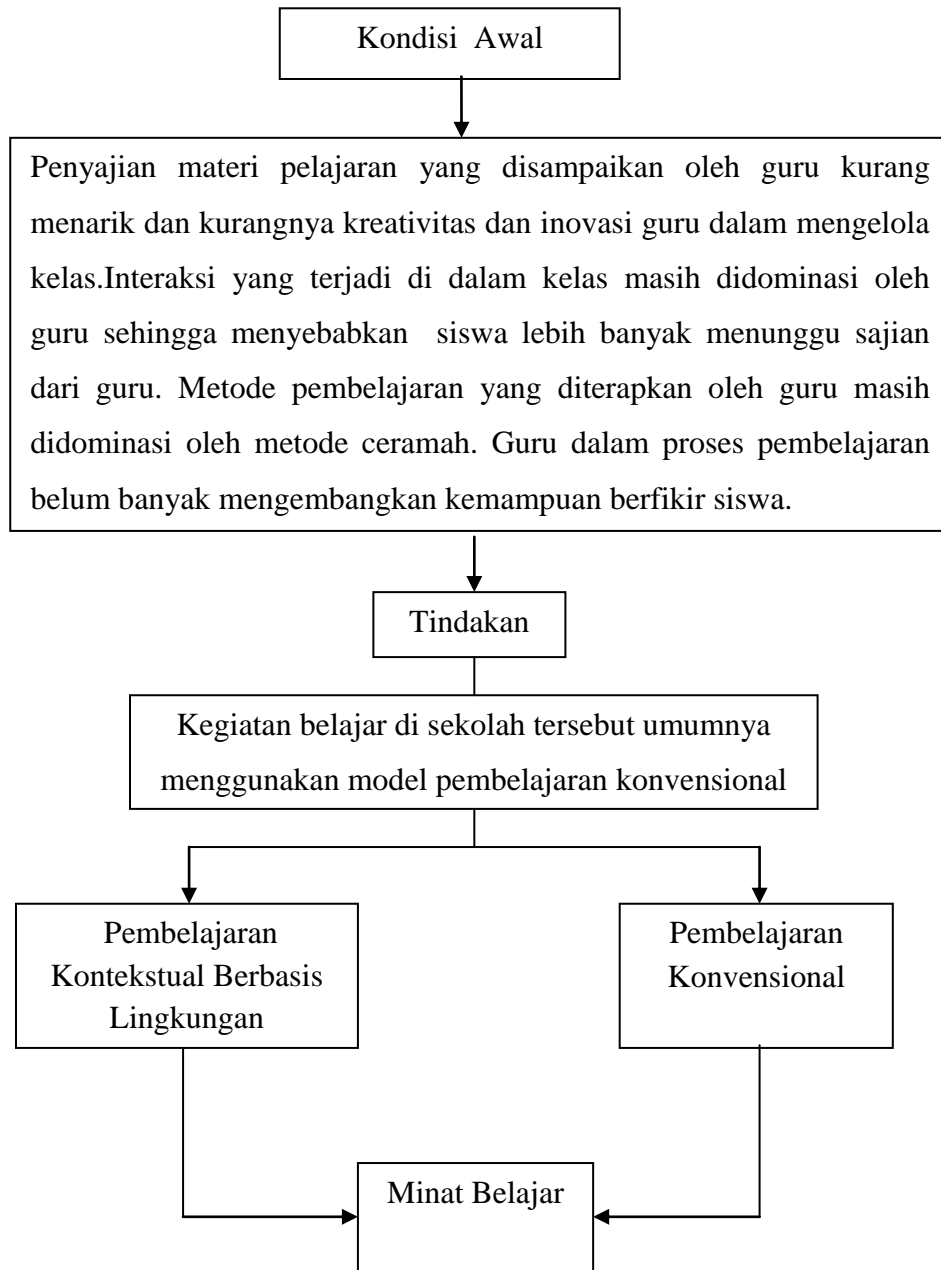 Kondisi Awal
Penyajian materi pelajaran yang disampaikan oleh guru kurang
menarik dan kurangnya kreativitas dan inovasi guru dalam mengelola
kelas.Interaksi yang terjadi di dalam kelas masih didominasi oleh
guru sehingga menyebabkan siswa lebih banyak menunggu sajian
dari guru. Metode pembelajaran yang diterapkan oleh guru masih
didominasi oleh metode ceramah. Guru dalam proses pembelajaran
belum banyak mengembangkan kemampuan berfikir siswa.
Tindakan
Kegiatan belajar di sekolah tersebut umumnya
menggunakan model pembelajaran konvensional
Pembelajaran
Kontekstual Berbasis
Lingkungan
Pembelajaran
Konvensional
Minat Belajar